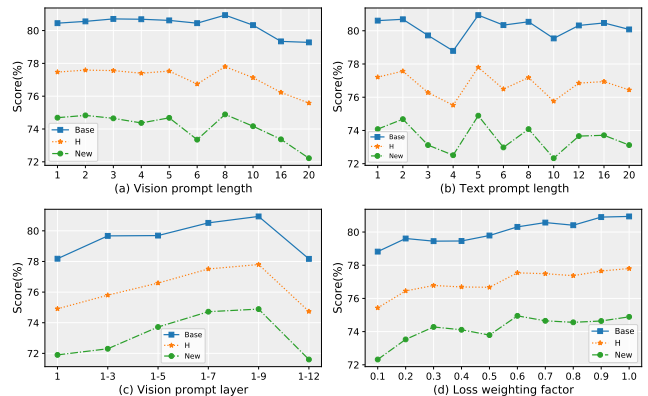 Score(%)
80
78
76
74
72
Base
H
New
1 2 3 4 5 6 8 10 16 20
(a) Vision prompt length
Score(%)
80
78
76
74
72
Base
H
New
1 2 3 4 5 6 8 10 12 16 20
(b) Text prompt length
Score(%)
80
78
76
74
72
Base
H
New
1 1-3 1-5 1-7 1-9 1-12
(c) Vision prompt layer
Score(%)
82
80
78
76
74
72
Base
H
New
0.1 0.2 0.3 0.4 0.5 0.6 0.7 0.8 0.9 1.0
(d) Loss weighting factor